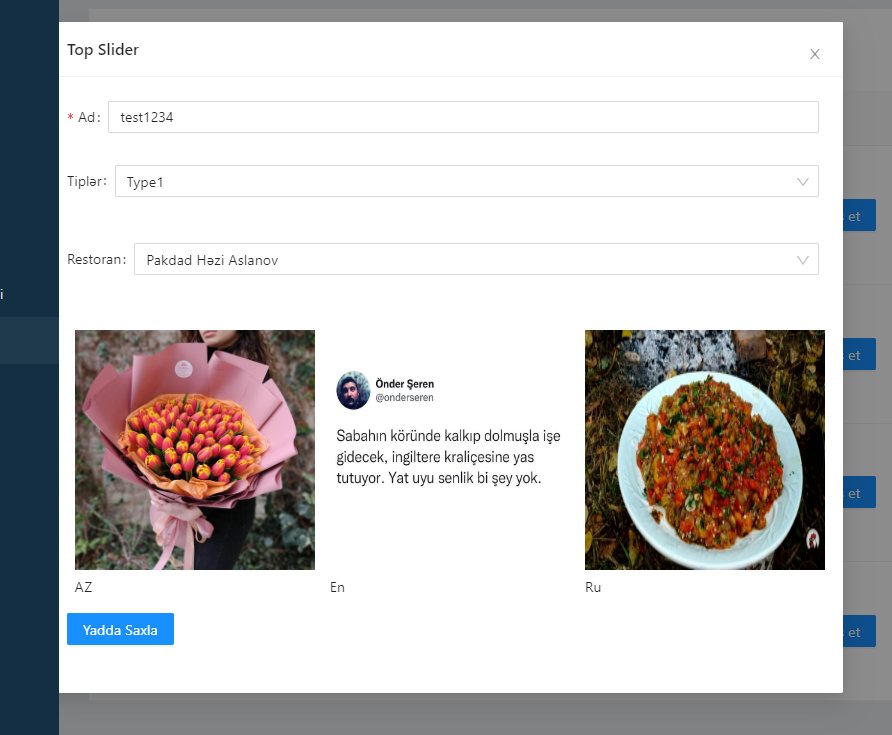 Top Slider
* Ad: test1234
Tiplər: Type1
Restoran: Pakdad Həzi Aslanov
Önder Şeren
@onderseren
Sabahın köründe kalkıp dolmuşla işe
gidecek, ingiltere kraliçesine yas
tutuyor. Yat uyu senlik bi şey yok.
AZ
En
Ru
Yadda Saxla
i
et
et
et
et